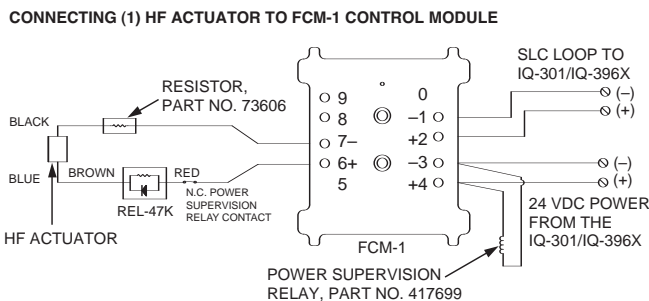 CONNECTING (1) HF ACTUATOR TO FCM-1 CONTROL MODULE
SLC LOOP TO
IQ-301/IQ-396X
(–)
(+)
RESISTOR,
PART NO. 73606
BLACK
BLUE
BROWN
RED
N.C. POWER
SUPERVISION
RELAY CONTACT
REL-47K
HF ACTUATOR
9
8
7–
6+
5
0
–1
+2
–3
+4
FCM-1
(–)
(+)
24 VDC POWER
FROM THE
IQ-301/IQ-396X
POWER SUPERVISION
RELAY, PART NO. 417699